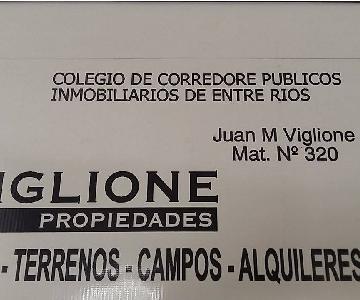 COLEGIO DE CORREDORE PUBLICOS
INMOBILIARIOS DE ENTRE RIOS
Juan M Viglione
Mat. Nº 320
IGLIONE
PROPIEDADES
- TERRENOS - CAMPOS - ALQUILERES